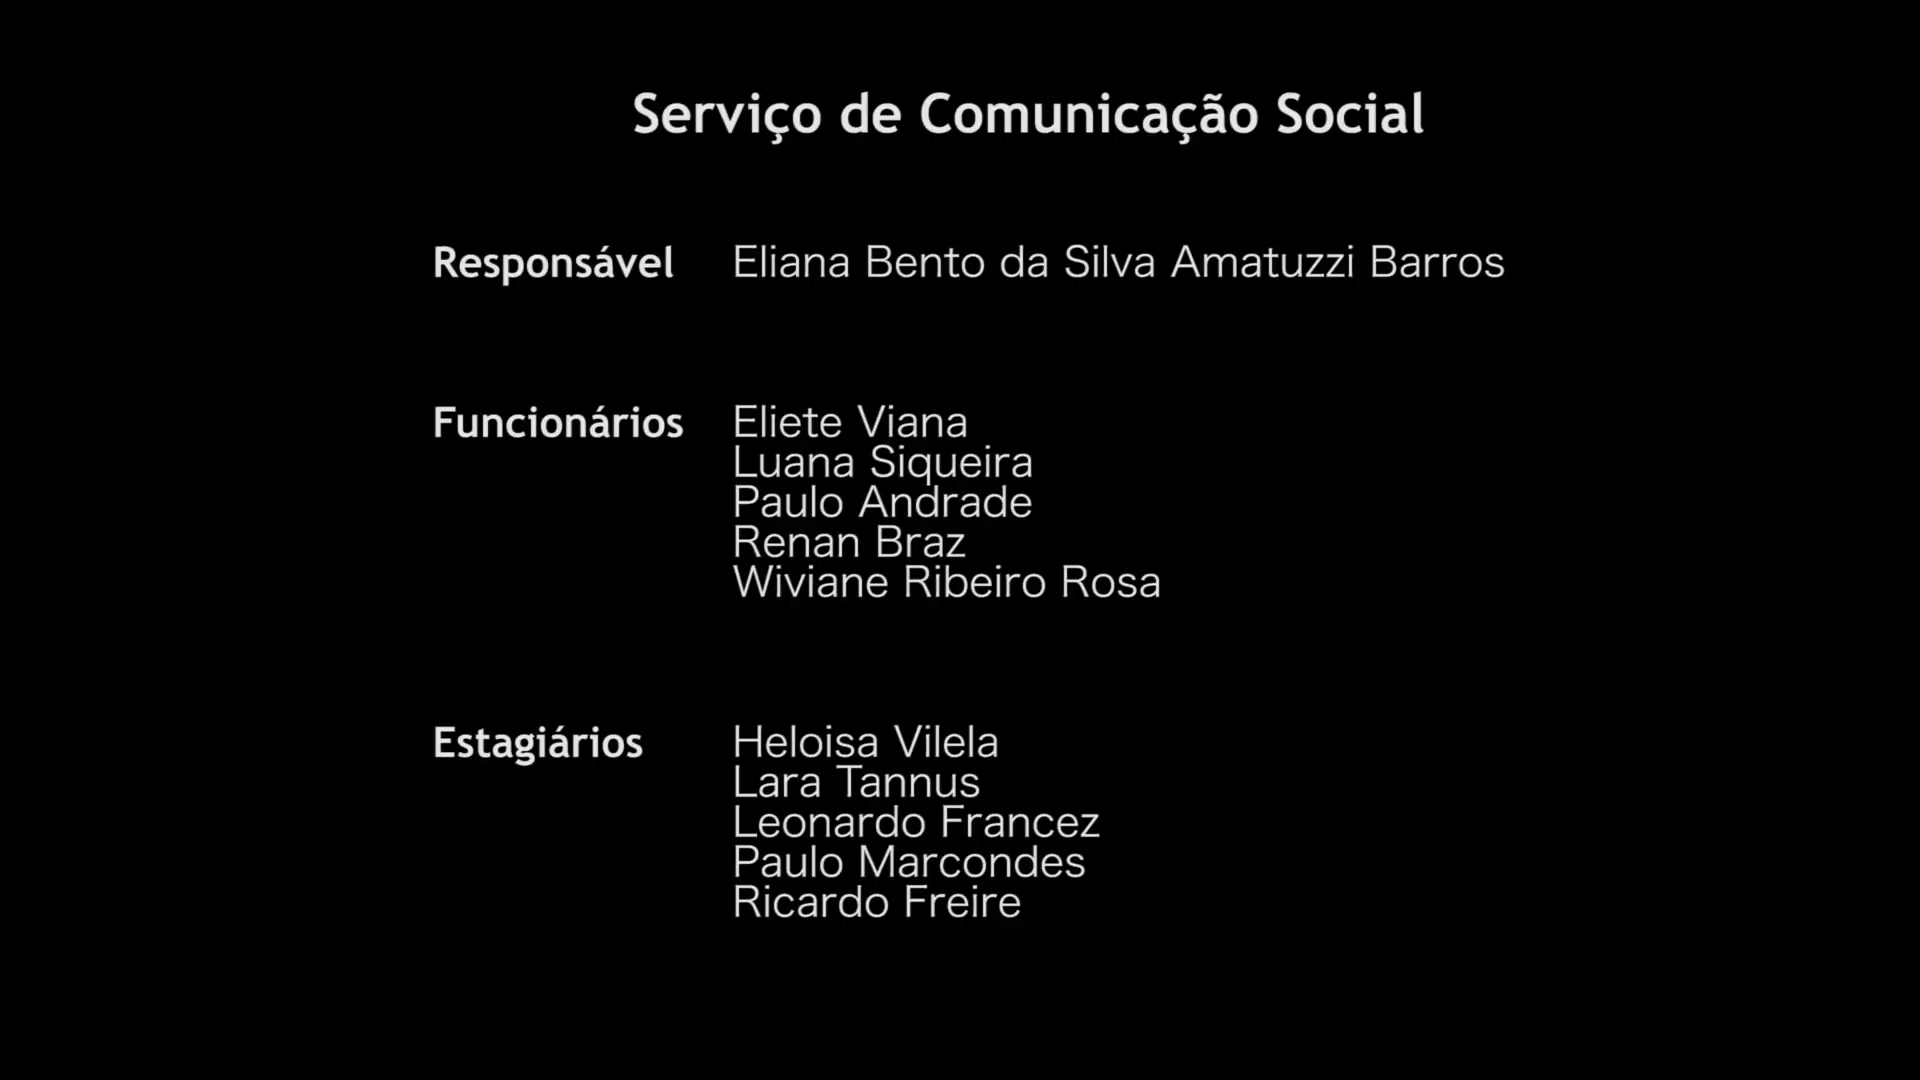 Serviço de Comunicação Social
Responsável Eliana Bento da Silva Amatuzzi Barros
Funcionários Eliete Viana
Luana Siqueira
Paulo Andrade
Renan Braz
Wiviane Ribeiro Rosa
Estagiários Heloisa Vilela
Lara Tannus
Leonardo Francez
Paulo Marcondes
Ricardo Freire